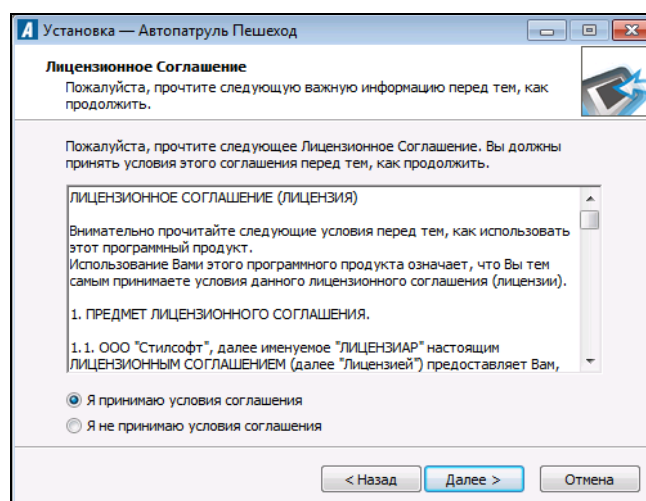 Установка — Автопатруль Пешеход
Лицензионное Соглашение
Пожалуйста, прочтите следующую важную информацию перед тем, как
продолжить.
Пожалуйста, прочтите следующее Лицензионное Соглашение. Вы должны
принять условия этого соглашения перед тем, как продолжить.
ЛИЦЕНЗИОННОЕ СОГЛАШЕНИЕ (ЛИЦЕНЗИЯ)
Внимательно прочитайте следующие условия перед тем, как использовать
этот программный продукт.
Использование Вами этого программного продукта означает, что Вы тем
самым принимаете условия данного лицензионного соглашения (лицензии).
1. ПРЕДМЕТ ЛИЦЕНЗИОННОГО СОГЛАШЕНИЯ.
1.1. ООО "Стилсофт", далее именуемое "ЛИЦЕНЗИАР" настоящим
ЛИЦЕНЗИОННЫМ СОГЛАШЕНИЕМ (далее "Лицензией") предоставляет Вам,
Я принимаю условия соглашения
Я не принимаю условия соглашения
< Назад
Далее >
Отмена